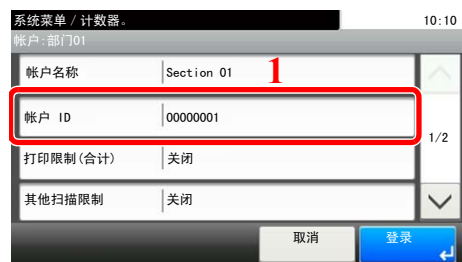 系统菜单 / 计数器。 10:10
帐户:部门01
帐户名称 Section 01 1
帐户 ID 00000001
1/2
打印限制(合计) 关闭
其他扫描限制 关闭
取消 登录